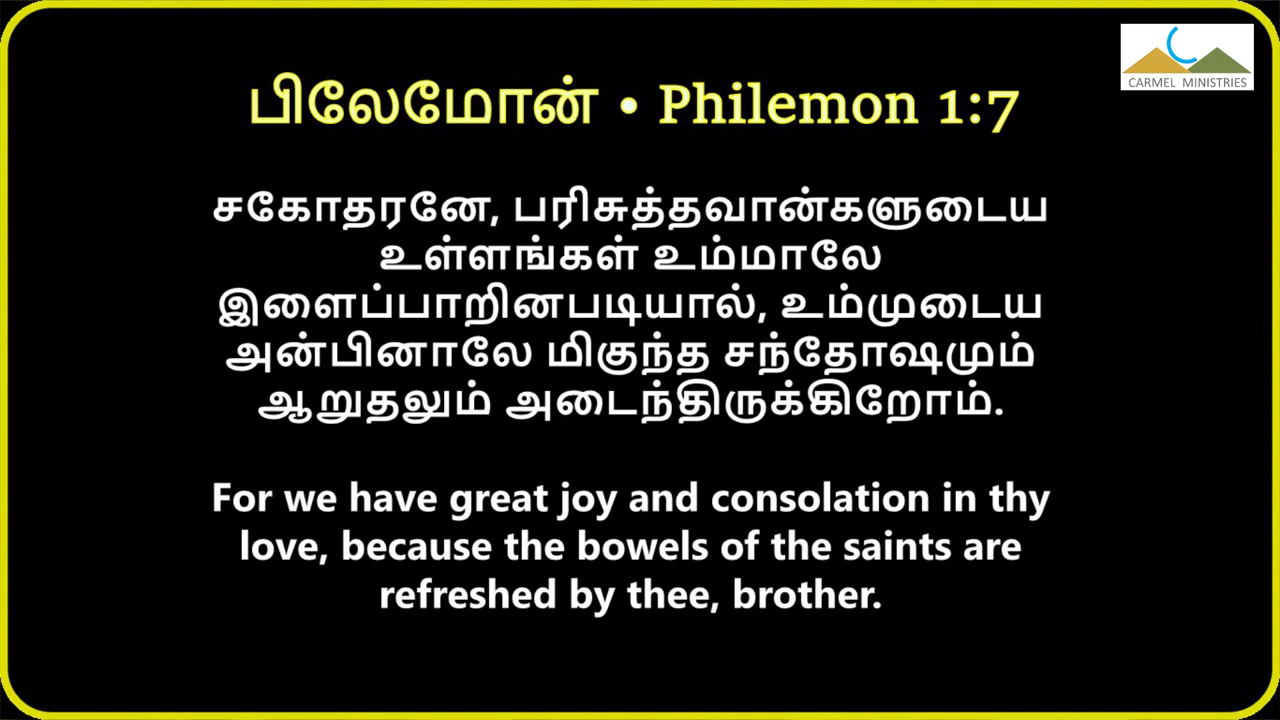 CARMEL MINISTRIES
பிலேமோன் • Philemon 1:7
சகோதரனே, பரிசுத்தவான்களுடைய
உள்ளங்கள் உம்மாலே
இளைப்பாறினபடியால், உம்முடைய
அன்பினாலே மிகுந்த சந்தோஷமும்
ஆறுதலும் அடைந்திருக்கிறோம்.
For we have great joy and consolation in thy
love, because the bowels of the saints are
refreshed by thee, brother.